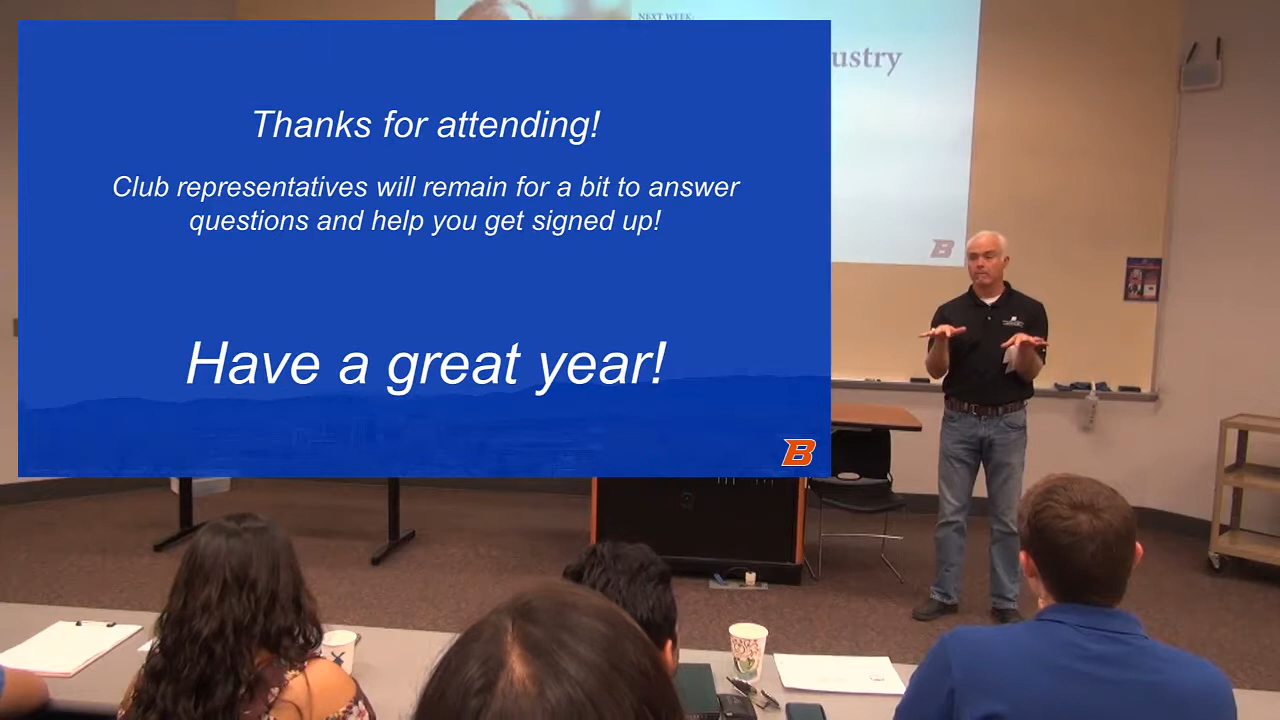 NEXT WEEK:
ustry
Thanks for attending!
Club representatives will remain for a bit to answer
questions and help you get signed up!
Have a great year!
B
B